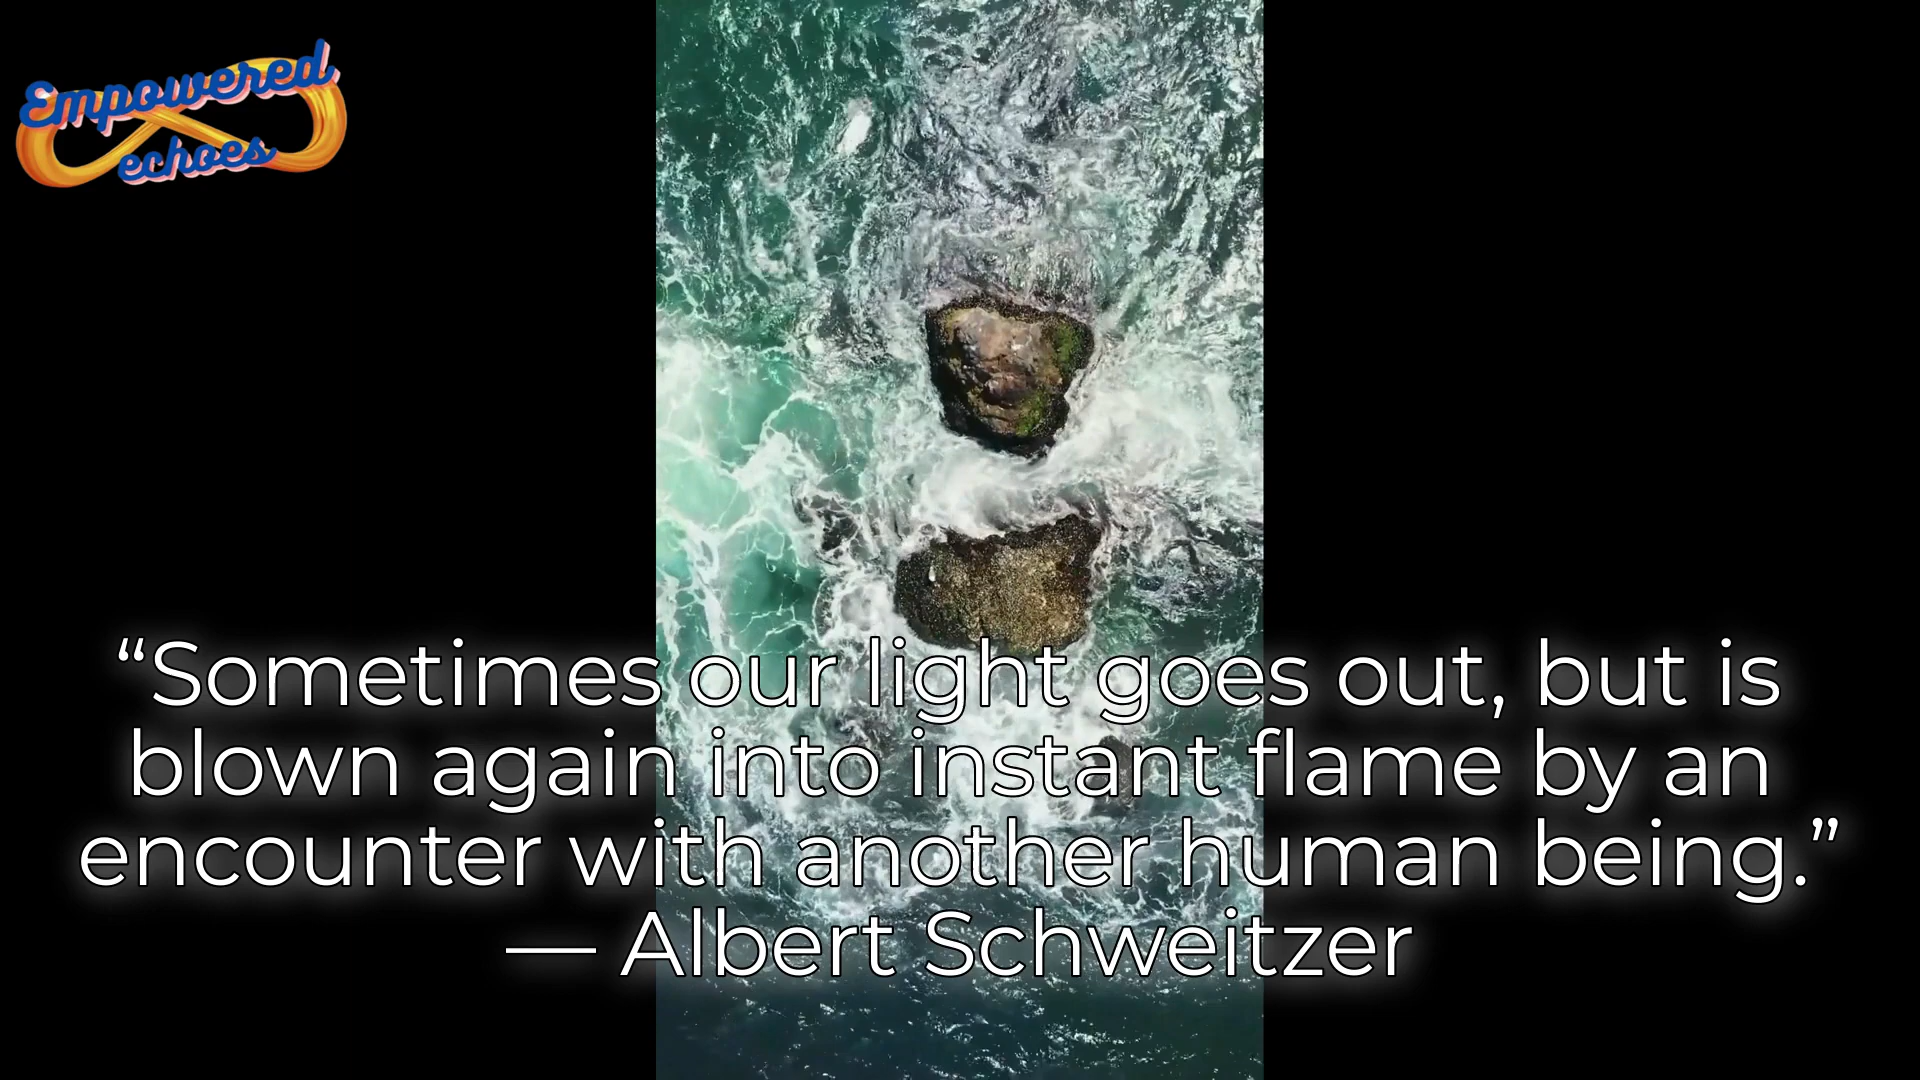 Empowered
echoes
“Sometimes our light goes out, but is
blown again into instant flame by an
encounter with another human being.”
— Albert Schweitzer